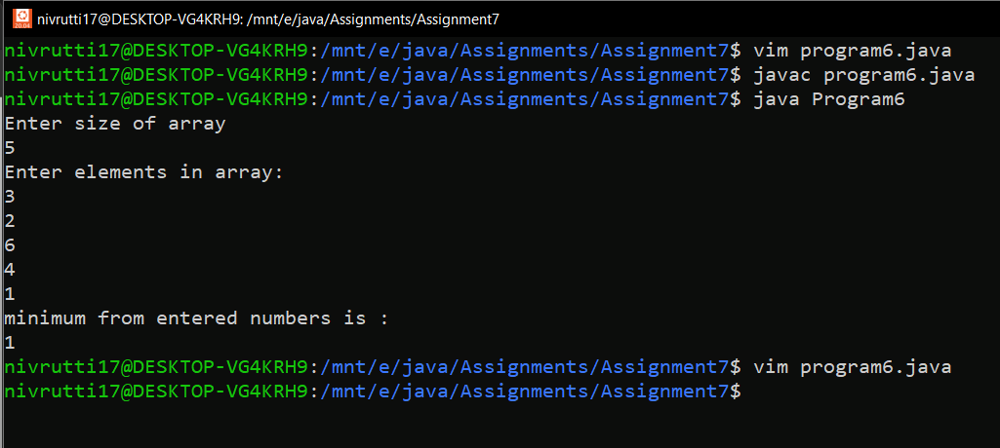 20.04 nivrutti17@DESKTOP-VG4KRH9: /mnt/e/java/Assignments/Assignment7
nivrutti17@DESKTOP-VG4KRH9:/mnt/e/java/Assignments/Assignment7$ vim program6.java
nivrutti17@DESKTOP-VG4KRH9:/mnt/e/java/Assignments/Assignment7$ javac program6.java
nivrutti17@DESKTOP-VG4KRH9:/mnt/e/java/Assignments/Assignment7$ java Program6
Enter size of array
5
Enter elements in array:
3
2
6
4
1
minimum from entered numbers is :
1
nivrutti17@DESKTOP-VG4KRH9:/mnt/e/java/Assignments/Assignment7$ vim program6.java
nivrutti17@DESKTOP-VG4KRH9:/mnt/e/java/Assignments/Assignment7$